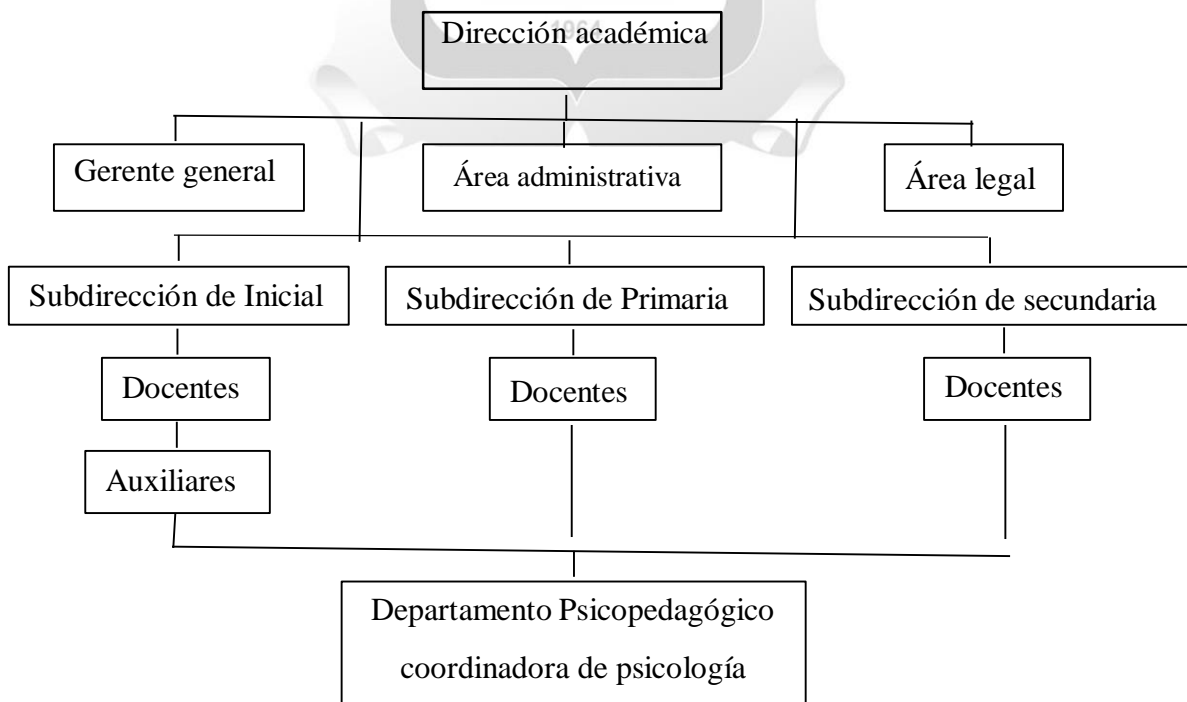 1964
Dirección académica
Gerente general
Área administrativa
Área legal
Subdirección de Inicial
Subdirección de Primaria
Subdirección de secundaria
Docentes
Docentes
Docentes
Auxiliares
Departamento Psicopedagógico
coordinadora de psicología